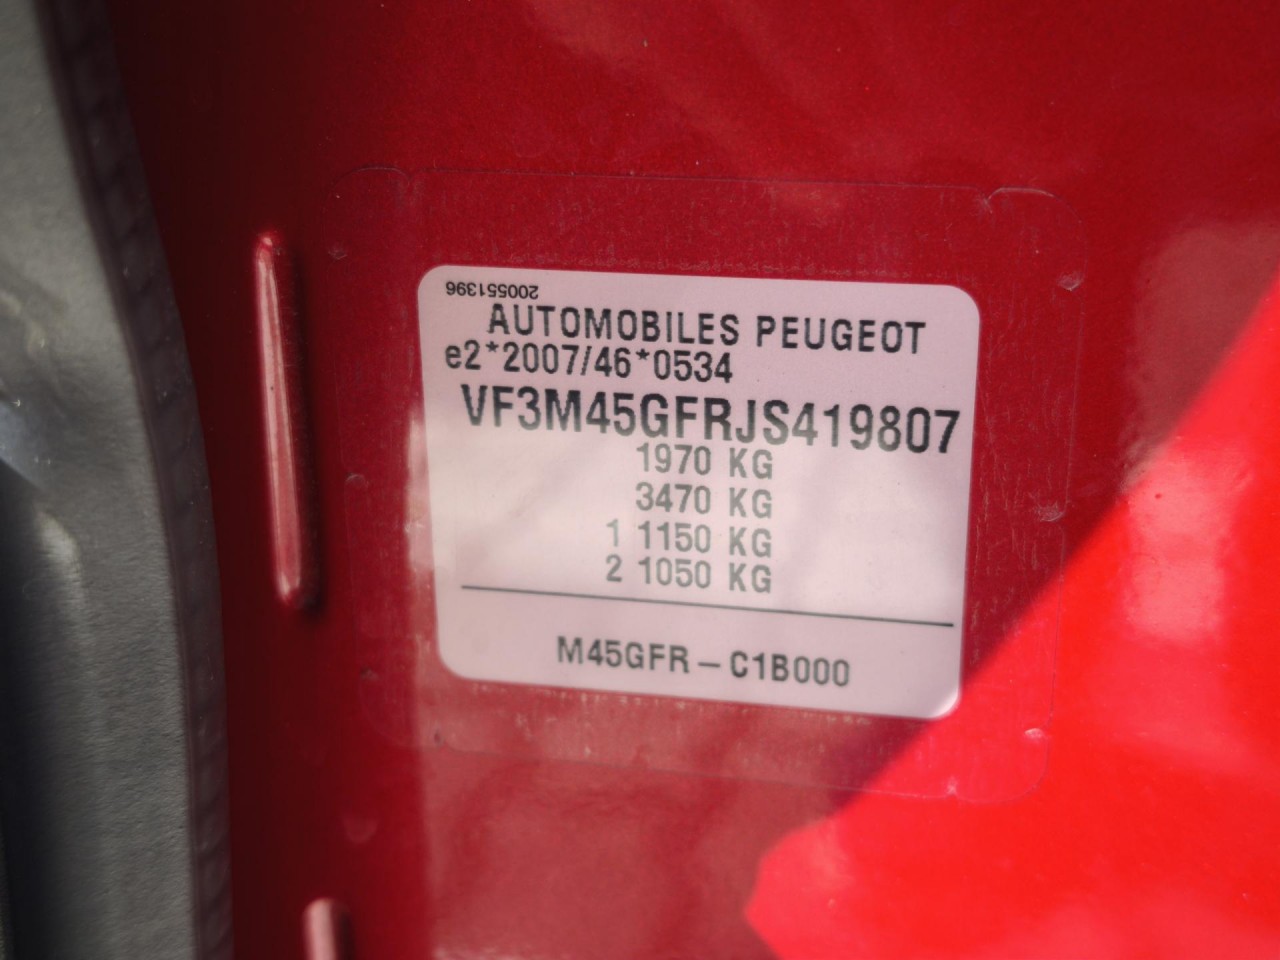 200551396
AUTOMOBILES PEUGEOT
e2*2007/46*0534
VF3M45GFRJS419807
1970 KG
3470 KG
1 1150 KG
2 1050 KG
M45GFR – C1B000